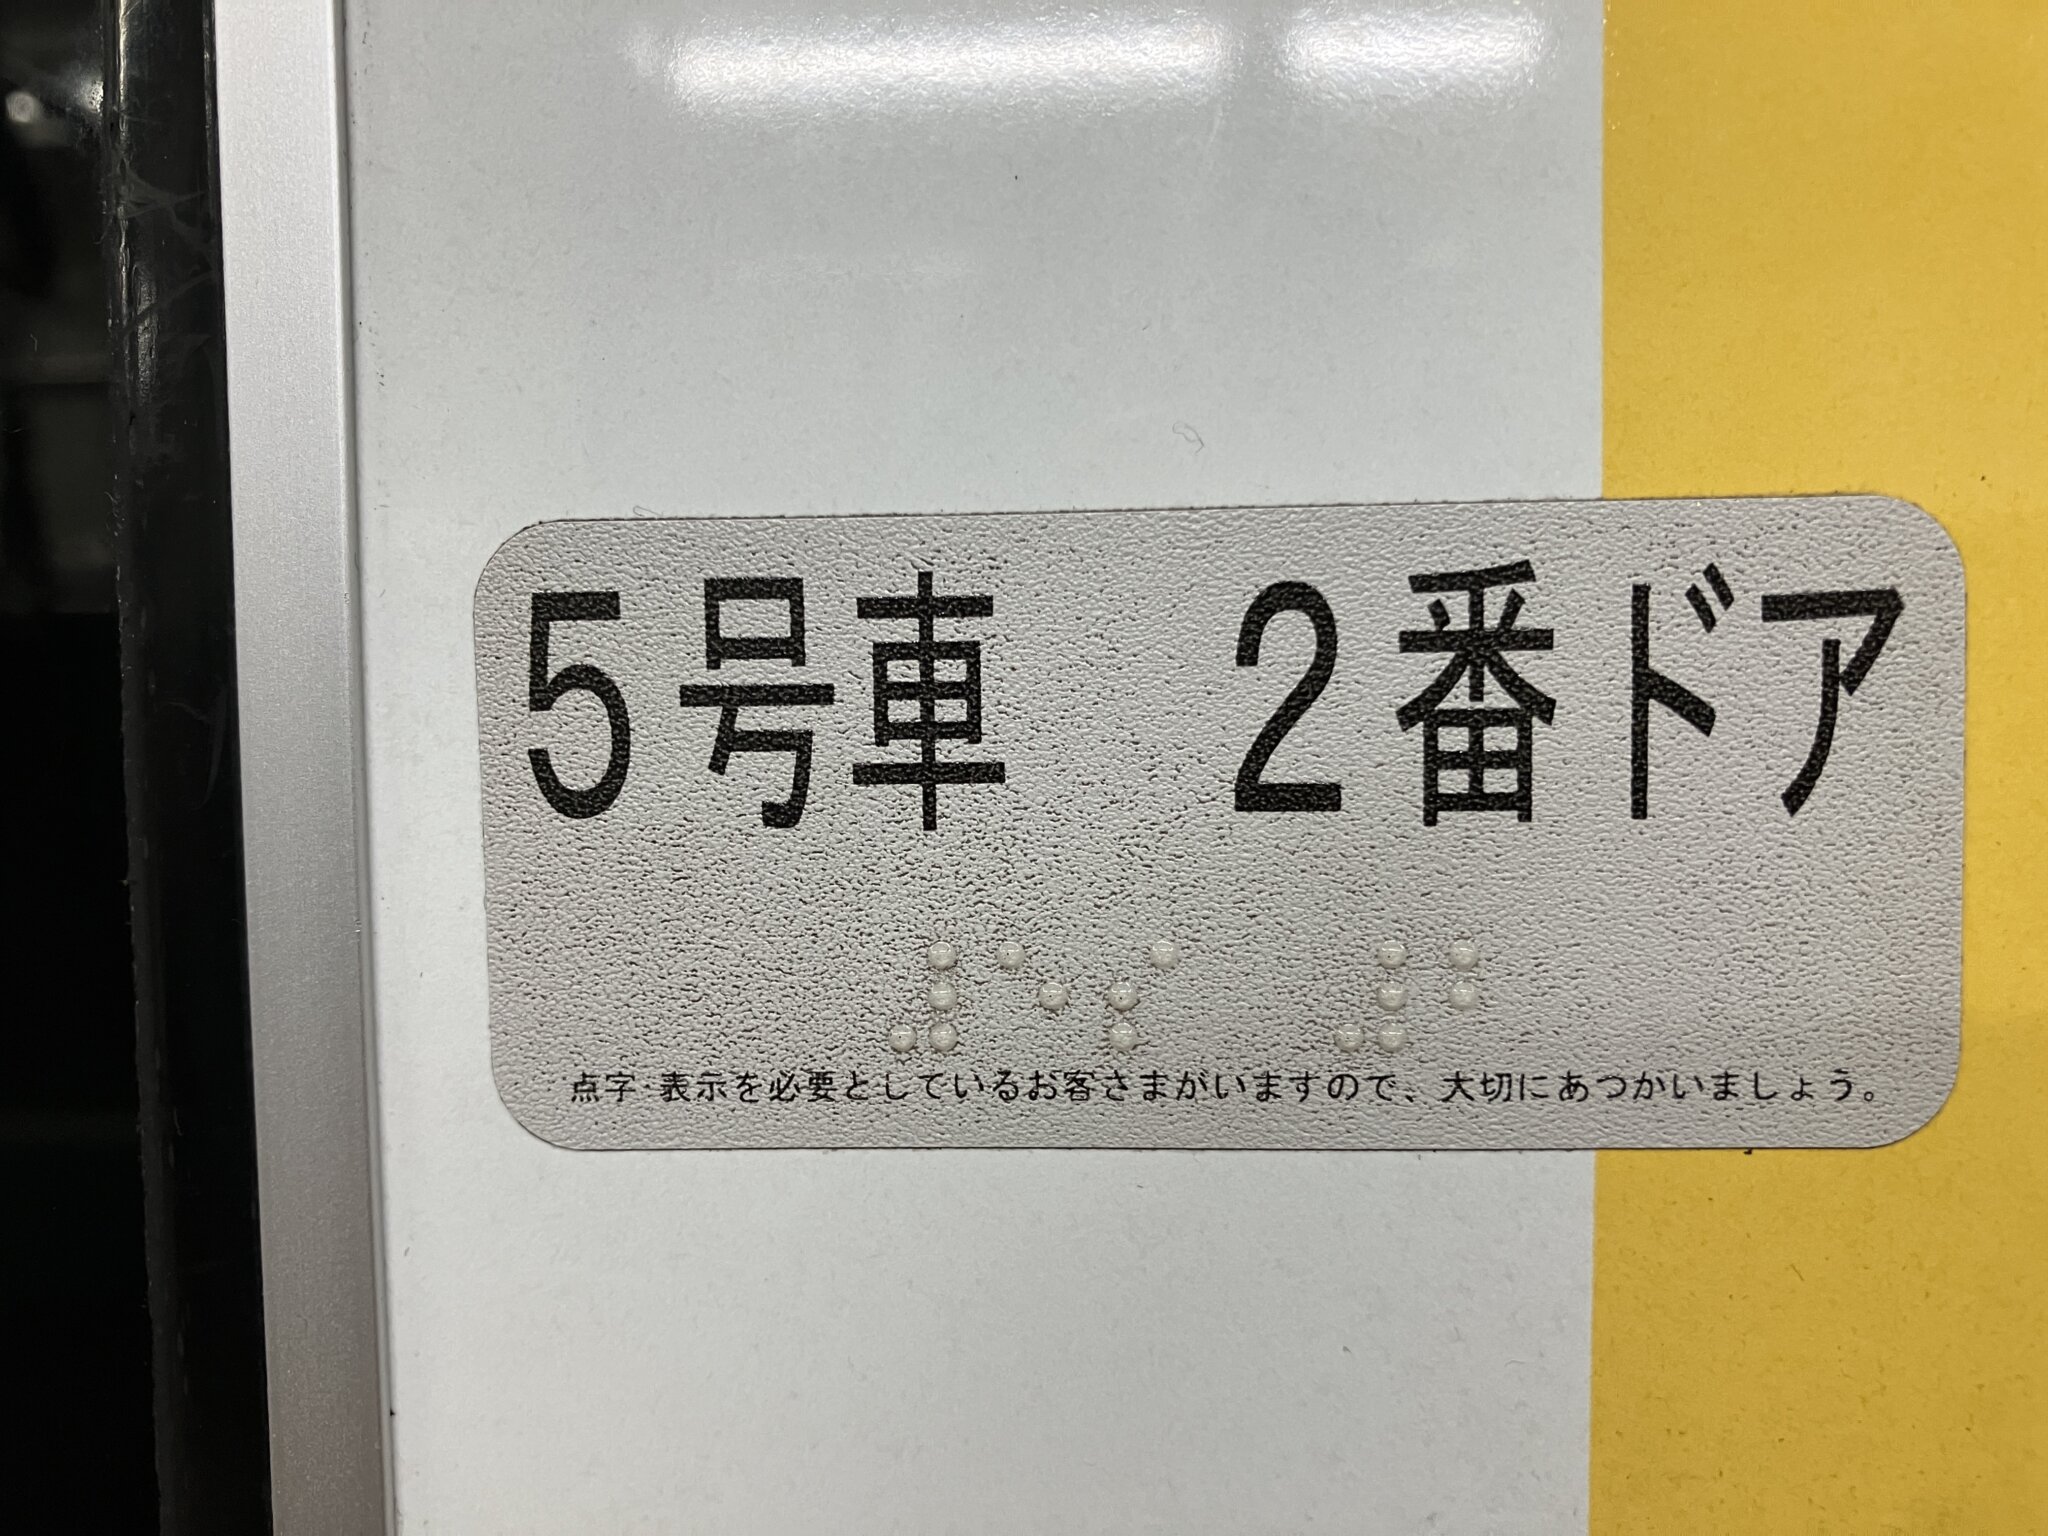 5号車　2番ドア
⠼⠑⠎⠀⠼⠃
点字・表示を必要としているお客さまがいますので、大切にあつかいましょう。